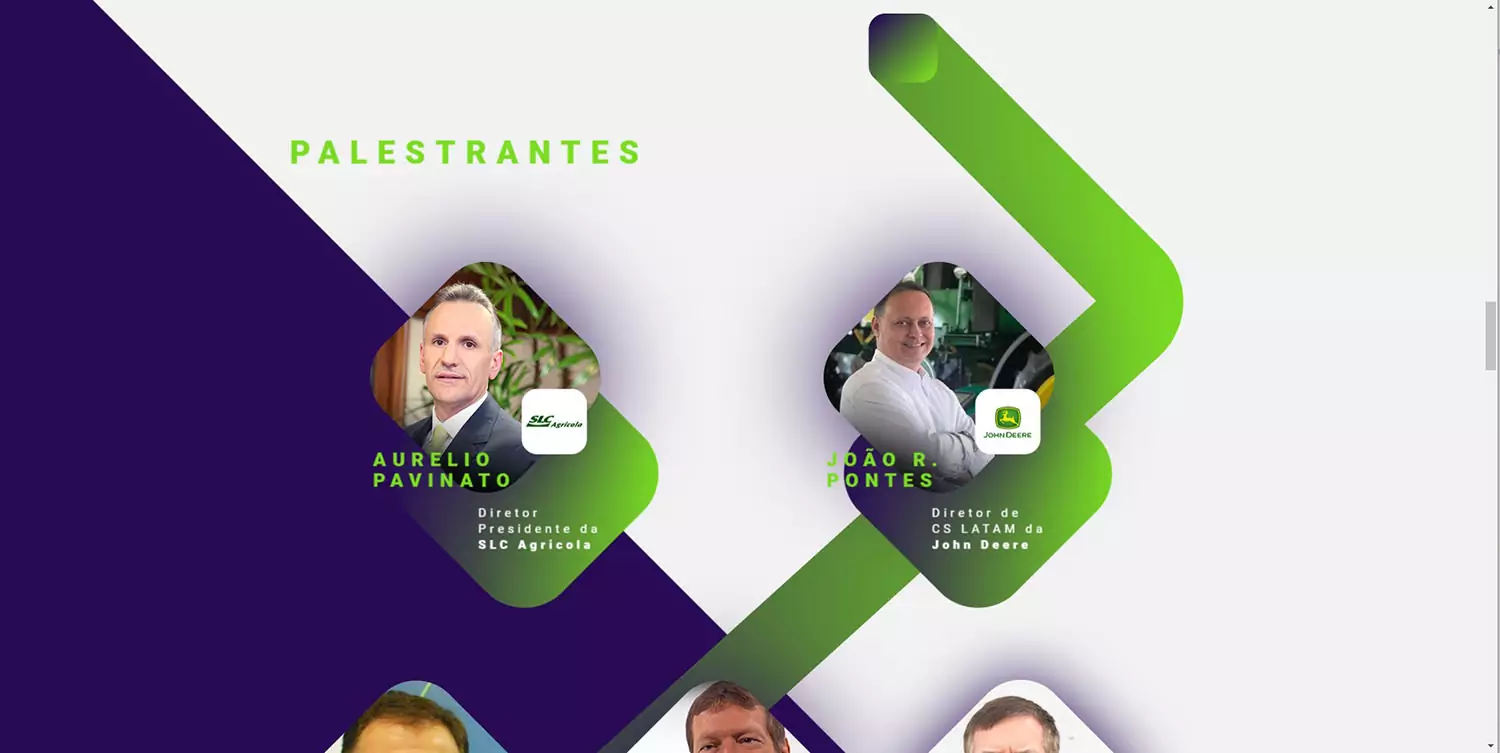 PALESTRANTES
SLC
Agrícola
AURELIO
PAVINATO
Diretor
Presidente da
SLC Agrícola
JOHN DEERE
JOÃO R.
PONTES
Diretor de
CS LATAM da
John Deere